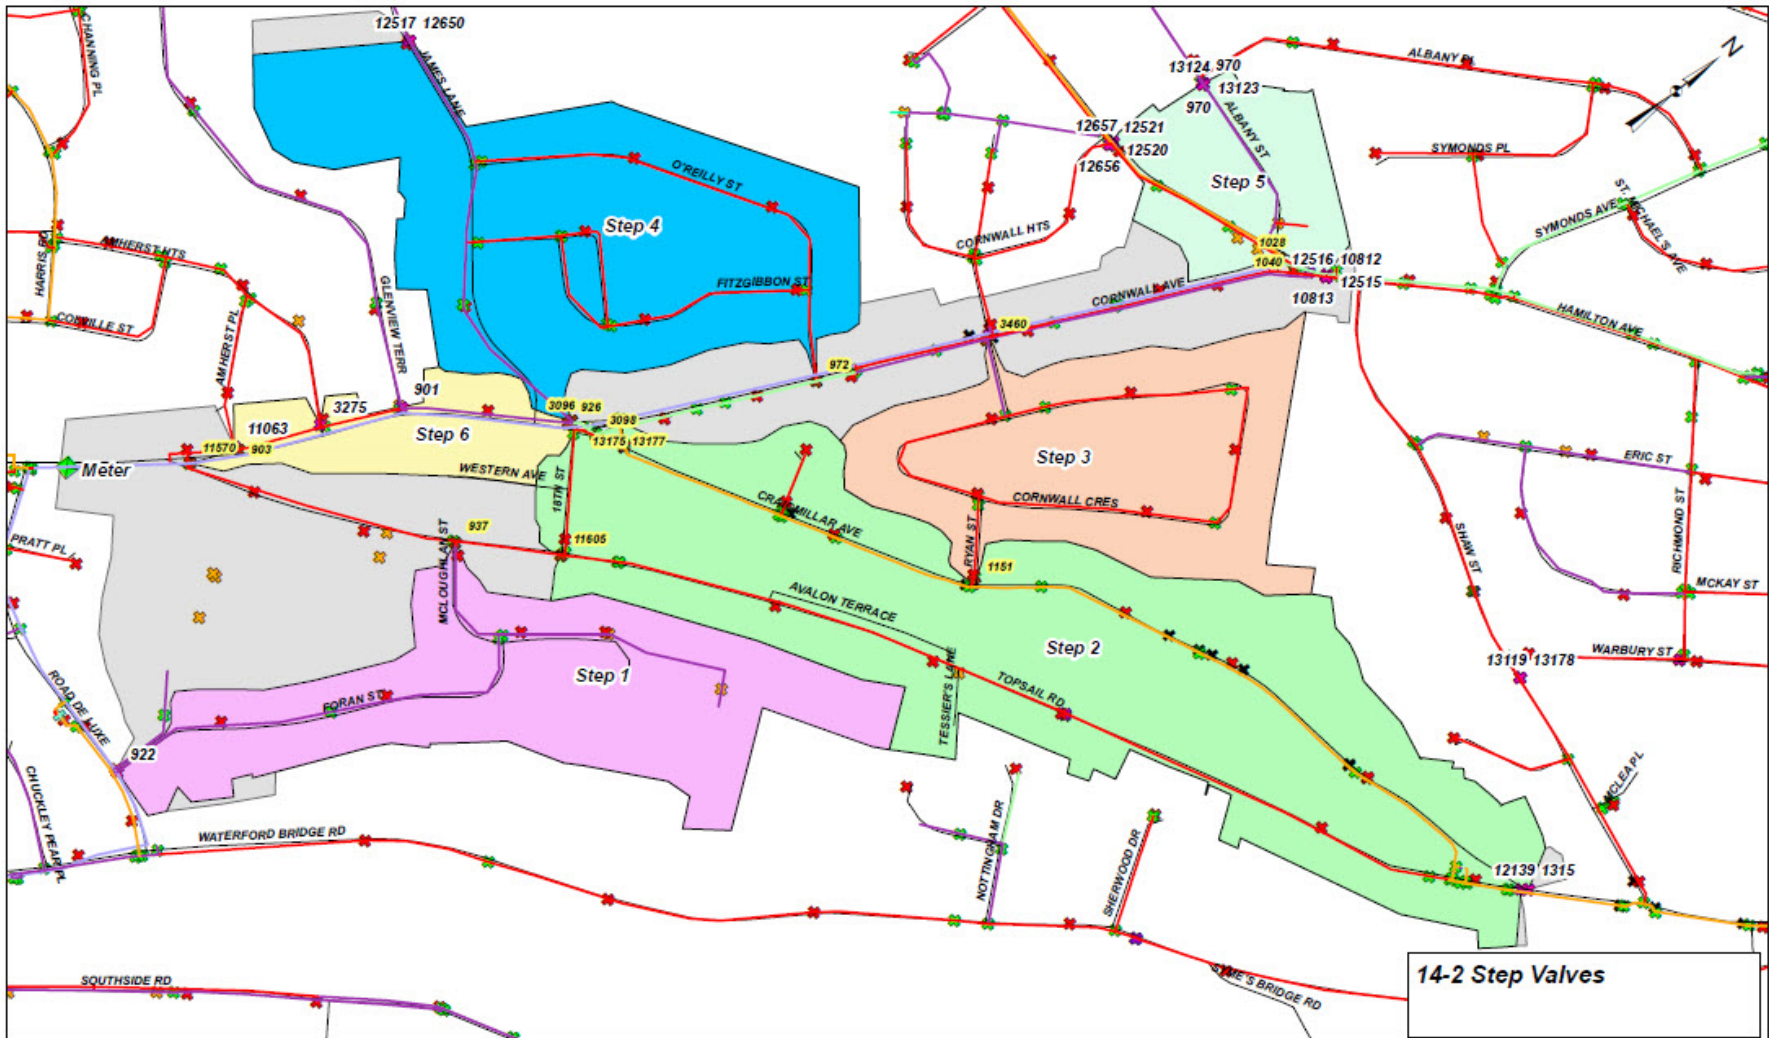 12517 12650
CHANNING PL
JAMES LANE
13124 970
13123
970
ALBANY PL
N
12657 12521
12520
12656
ALBANY ST
Step 5
SYMONDS PL
SYMONDS AVE
ST. MICHAEL'S AVE
O'REILLY ST
Step 4
FITZGIBBON ST
CORNWALL HTS
1028
1040
12516 10812
12515
10813
CORNWALL AVE
HAMILTON AVE
AMHERST HTS
HARRIS RD
COLVILLE ST
AMHERST PL
GLENVIEW TERR
3460
972
901
3275
11063
11570
903
Step 6
3096 926
3098
13175 13177
Meter
WESTERN AVE
18TH ST
CRAIGMILLAR AVE
Step 3
CORNWALL CRES
RYAN ST
ERIC ST
RICHMOND ST
SHAW ST
MCKAY ST
PRATT PL
937
11605
1151
MCLOUGHLAN ST
AVALON TERRACE
Step 2
Step 1
TESSIER'S LANE
TOPSAIL RD
13119 13178
WARBURY ST
FORAN ST
ROAD DE LUXE
922
CHUCKLEY PEAR PL
MCLEA PL
WATERFORD BRIDGE RD
NOTTINGHAM DR
SHERWOOD DR
12139 1315
SYME'S BRIDGE RD
SOUTHSIDE RD
14-2 Step Valves